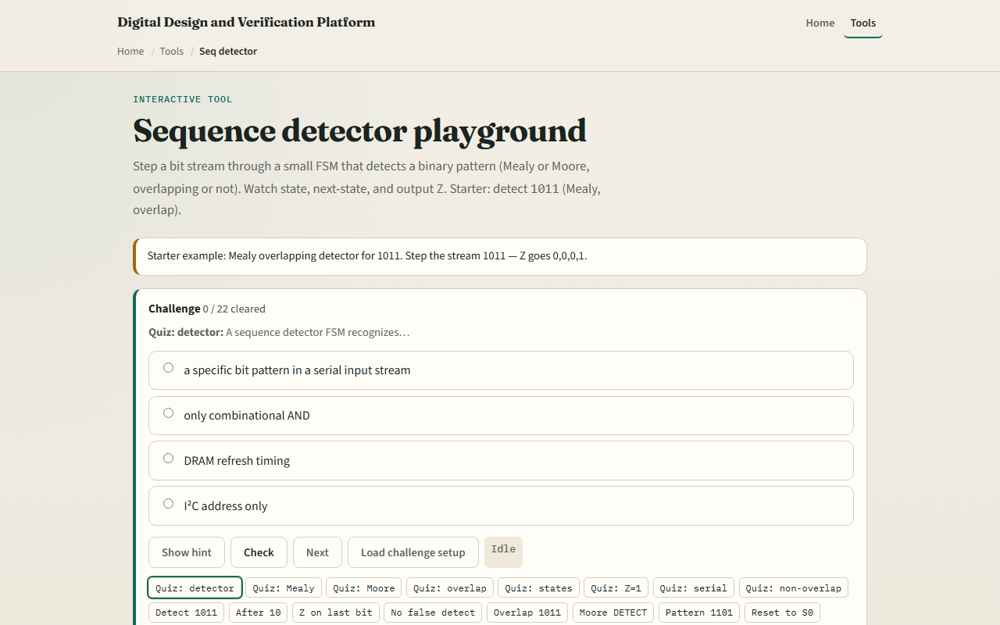 Digital Design and Verification Platform
Home
Tools
Home / Tools / Seq detector
INTERACTIVE TOOL
Sequence detector playground
Step a bit stream through a small FSM that detects a binary pattern (Mealy or Moore,
overlapping or not). Watch state, next-state, and output Z. Starter: detect 1011 (Mealy,
overlap).
Starter example: Mealy overlapping detector for 1011. Step the stream 1011 — Z goes 0,0,0,1.
Challenge 0 / 22 cleared
Quiz: detector: A sequence detector FSM recognizes…
a specific bit pattern in a serial input stream
only combinational AND
DRAM refresh timing
I²C address only
Show hint
Check
Next
Load challenge setup
Idle
Quiz: detector
Quiz: Mealy
Quiz: Moore
Quiz: overlap
Quiz: states
Quiz: Z=1
Quiz: serial
Quiz: non-overlap
Detect 1011
After 10
Z on last bit
No false detect
Overlap 1011
Moore DETECT
Pattern 1101
Reset to S0